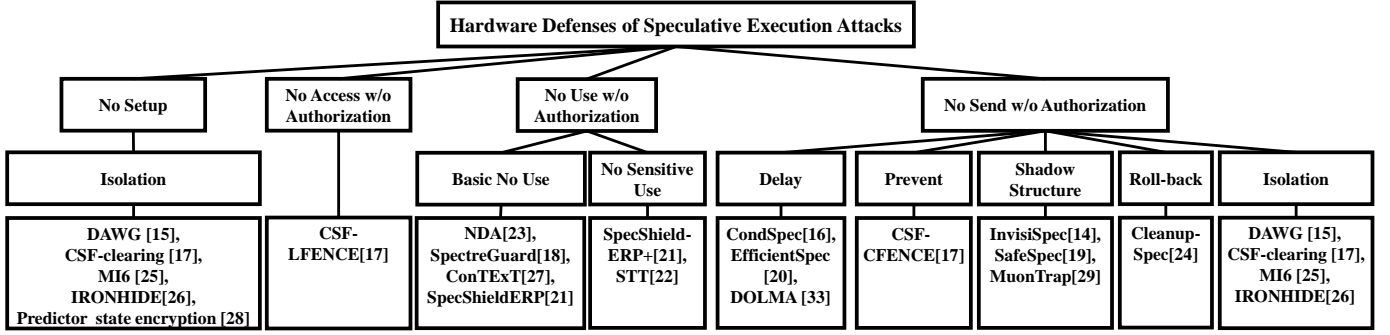 Hardware Defenses of Speculative Execution Attacks
No Setup
No Access w/o
Authorization
No Use w/o
Authorization
No Send w/o Authorization
Isolation
Basic No Use
No Sensitive
Use
Delay
Prevent
Shadow
Structure
Roll-back
Isolation
DAWG [15],
CSF-clearing [17],
MI6 [25],
IRONHIDE[26],
Predictor state encryption [28]
CSF-
LFENCE[17]
NDA[23],
SpectreGuard[18],
ConTExT[27],
SpecShieldERP[21]
SpecShield-
ERP+[21],
STT[22]
CondSpec[16],
EfficientSpec
[20],
DOLMA [33]
CSF-
CFENCE[17]
InvisiSpec[14],
SafeSpec[19],
MuonTrap[29]
Cleanup-
Spec[24]
DAWG [15],
CSF-clearing [17],
MI6 [25],
IRONHIDE[26]